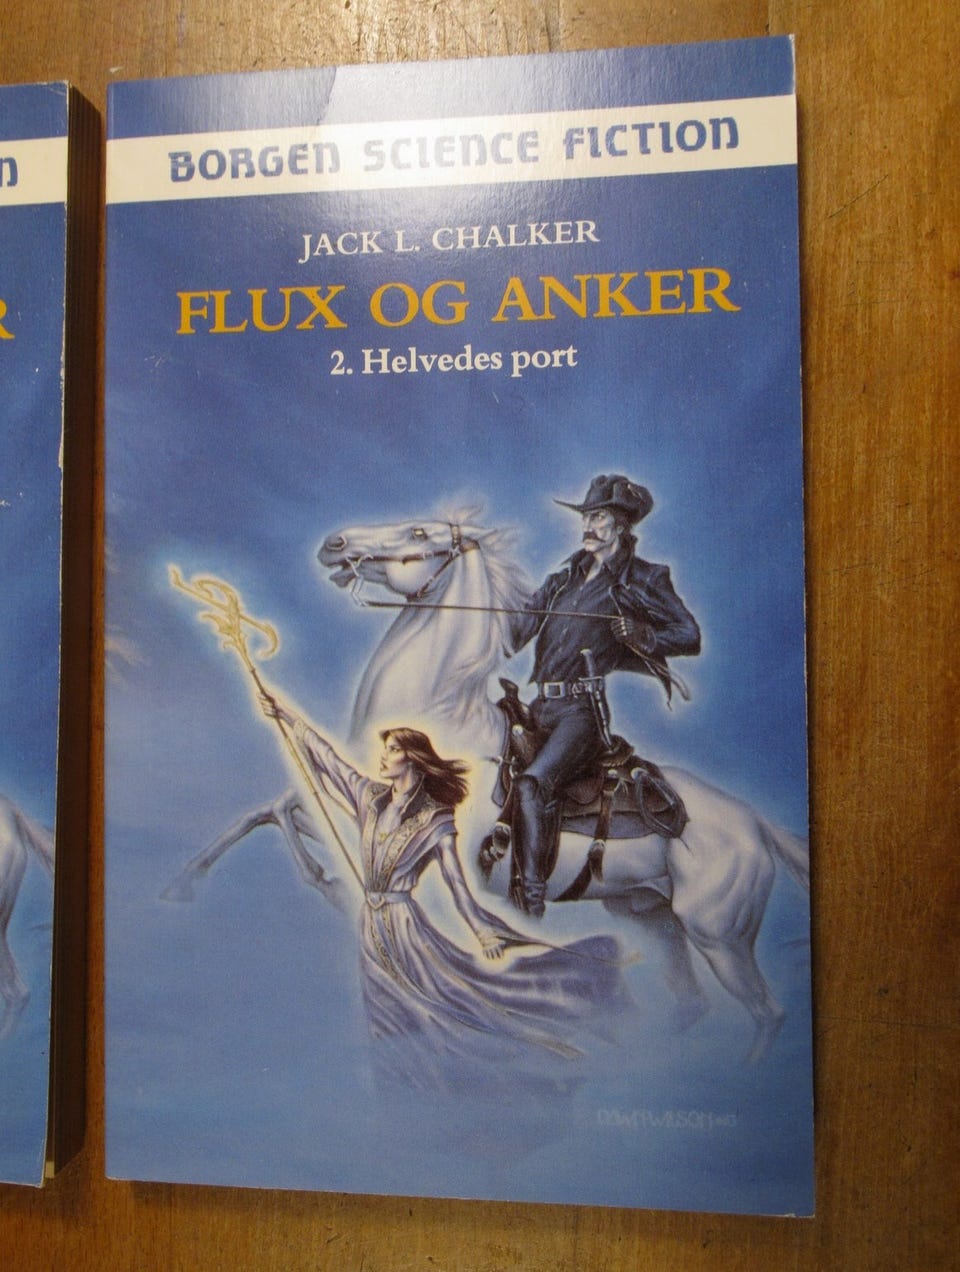 N
R
BORGEN SCIENCE FICTION
JACK L. CHALKER
FLUX OG ANKER
2. Helvedes port